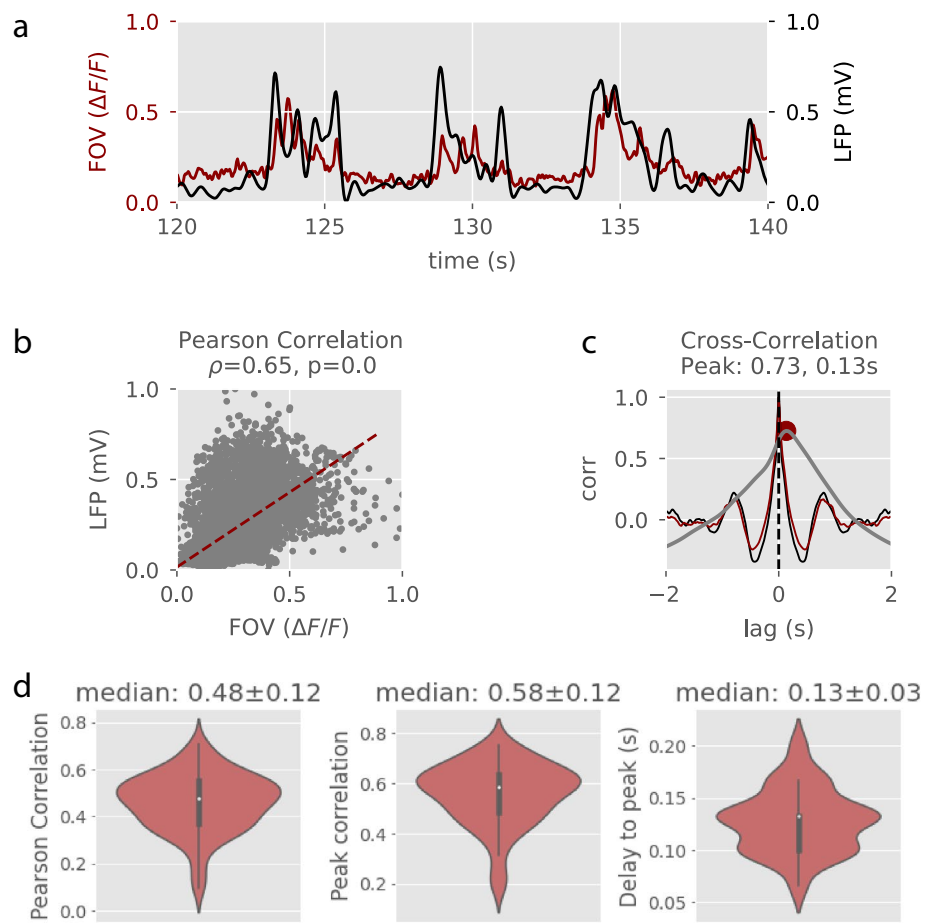 a
FOV (ΔF/F)
1.0
0.5
0.0
1.0
0.5
0.0
LFP (mV)
120 125 130 135 140
time (s)
b
Pearson Correlation
ρ=0.65, p=0.0
LFP (mV)
1.0
0.5
0.0
0.0 0.5 1.0
FOV (ΔF/F)
c
Cross-Correlation
Peak: 0.73, 0.13s
corr
1.0
0.5
0.0
−2 0 2
lag (s)
d
median: 0.48±0.12
Pearson Correlation
0.8
0.6
0.4
0.2
0.0
median: 0.58±0.12
Peak correlation
0.8
0.6
0.4
0.2
median: 0.13±0.03
Delay to peak (s)
0.20
0.15
0.10
0.05